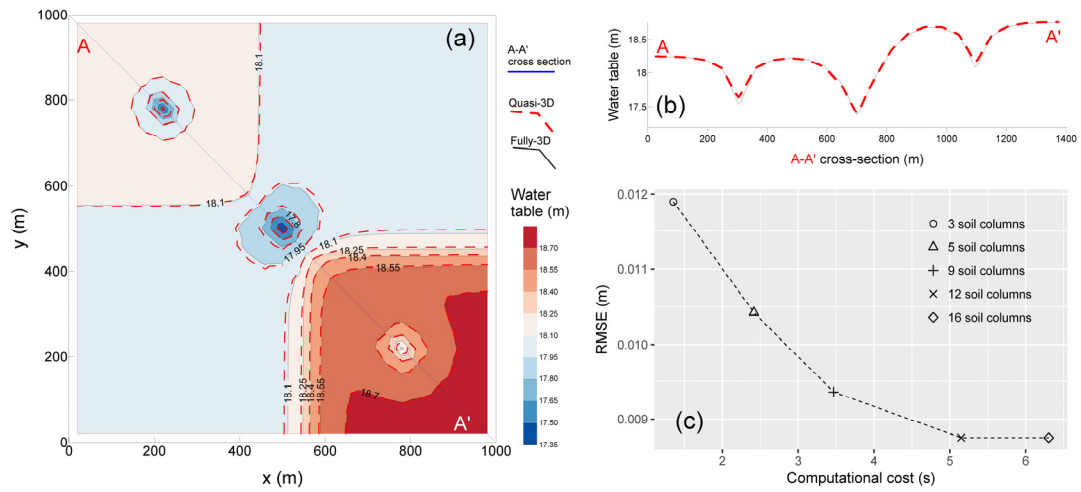 1000
800
600
400
200
0
y (m)
0
200
400
600
800
1000
x (m)
(a)
A
A'
18.1
18.1
17.8
17.95
18.1
18.25
18.4
18.55
18.1
18.25
18.4
18.55
18.7
A-A'
cross section
Quasi-3D
Fully-3D
Water
table (m)
18.70
18.55
18.40
18.25
18.10
17.95
17.80
17.65
17.50
17.35
(b)
A
A'
18.5
18
17.5
Water table (m)
0
200
400
600
800
1000
1200
1400
A-A' cross-section (m)
(c)
0.012
0.011
0.010
0.009
RMSE (m)
2
3
4
5
6
Computational cost (s)
3 soil columns
5 soil columns
9 soil columns
12 soil columns
16 soil columns